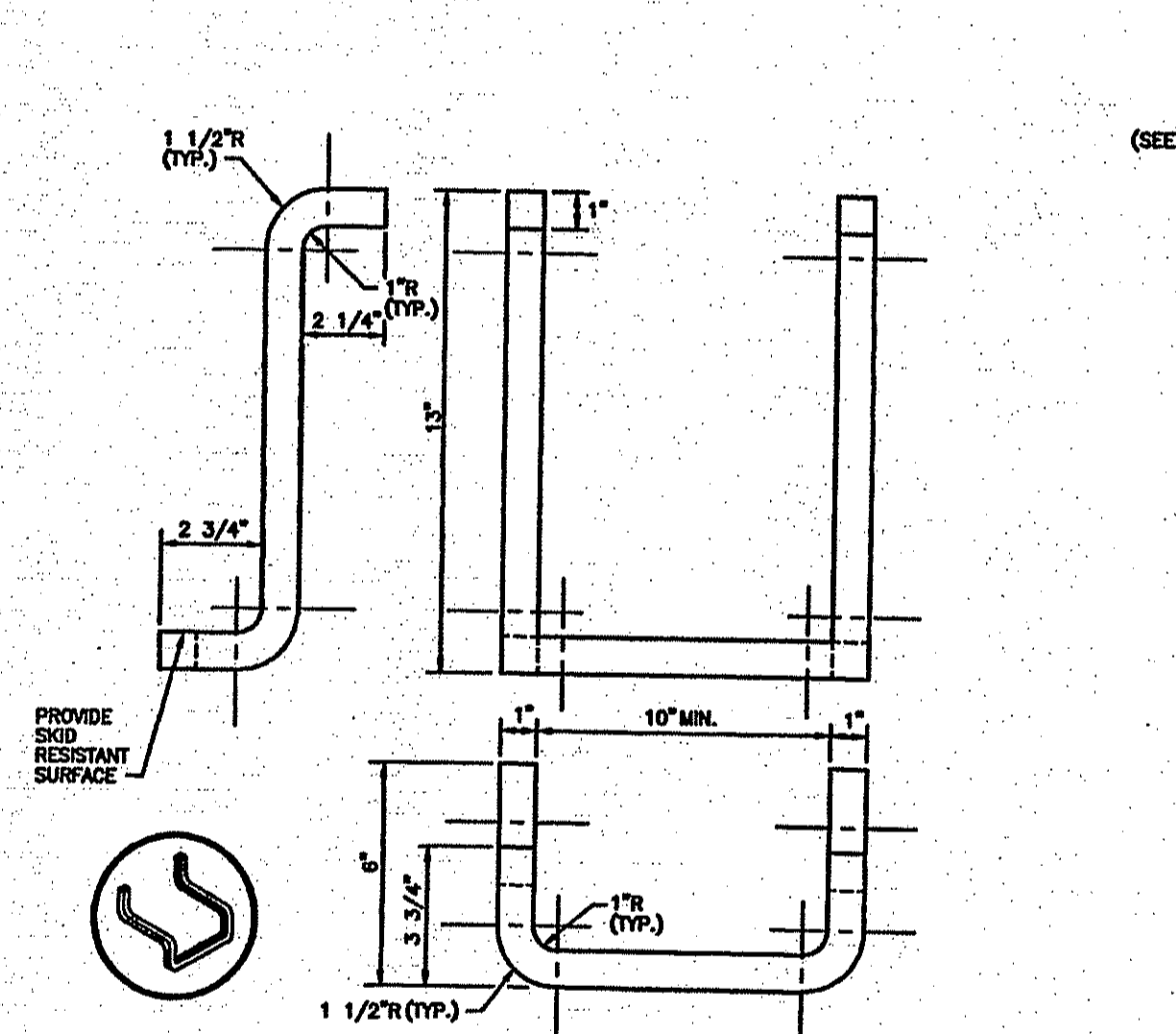 1 1/2"R
(TYP.)
(SEE
1"
1"R
(TYP.)
2 1/4"
13"
2 3/4"
PROVIDE
SKID
RESISTANT
SURFACE
1"
10" MIN.
1"
6"
3 3/4"
1"R
(TYP.)
1 1/2"R (TYP.)